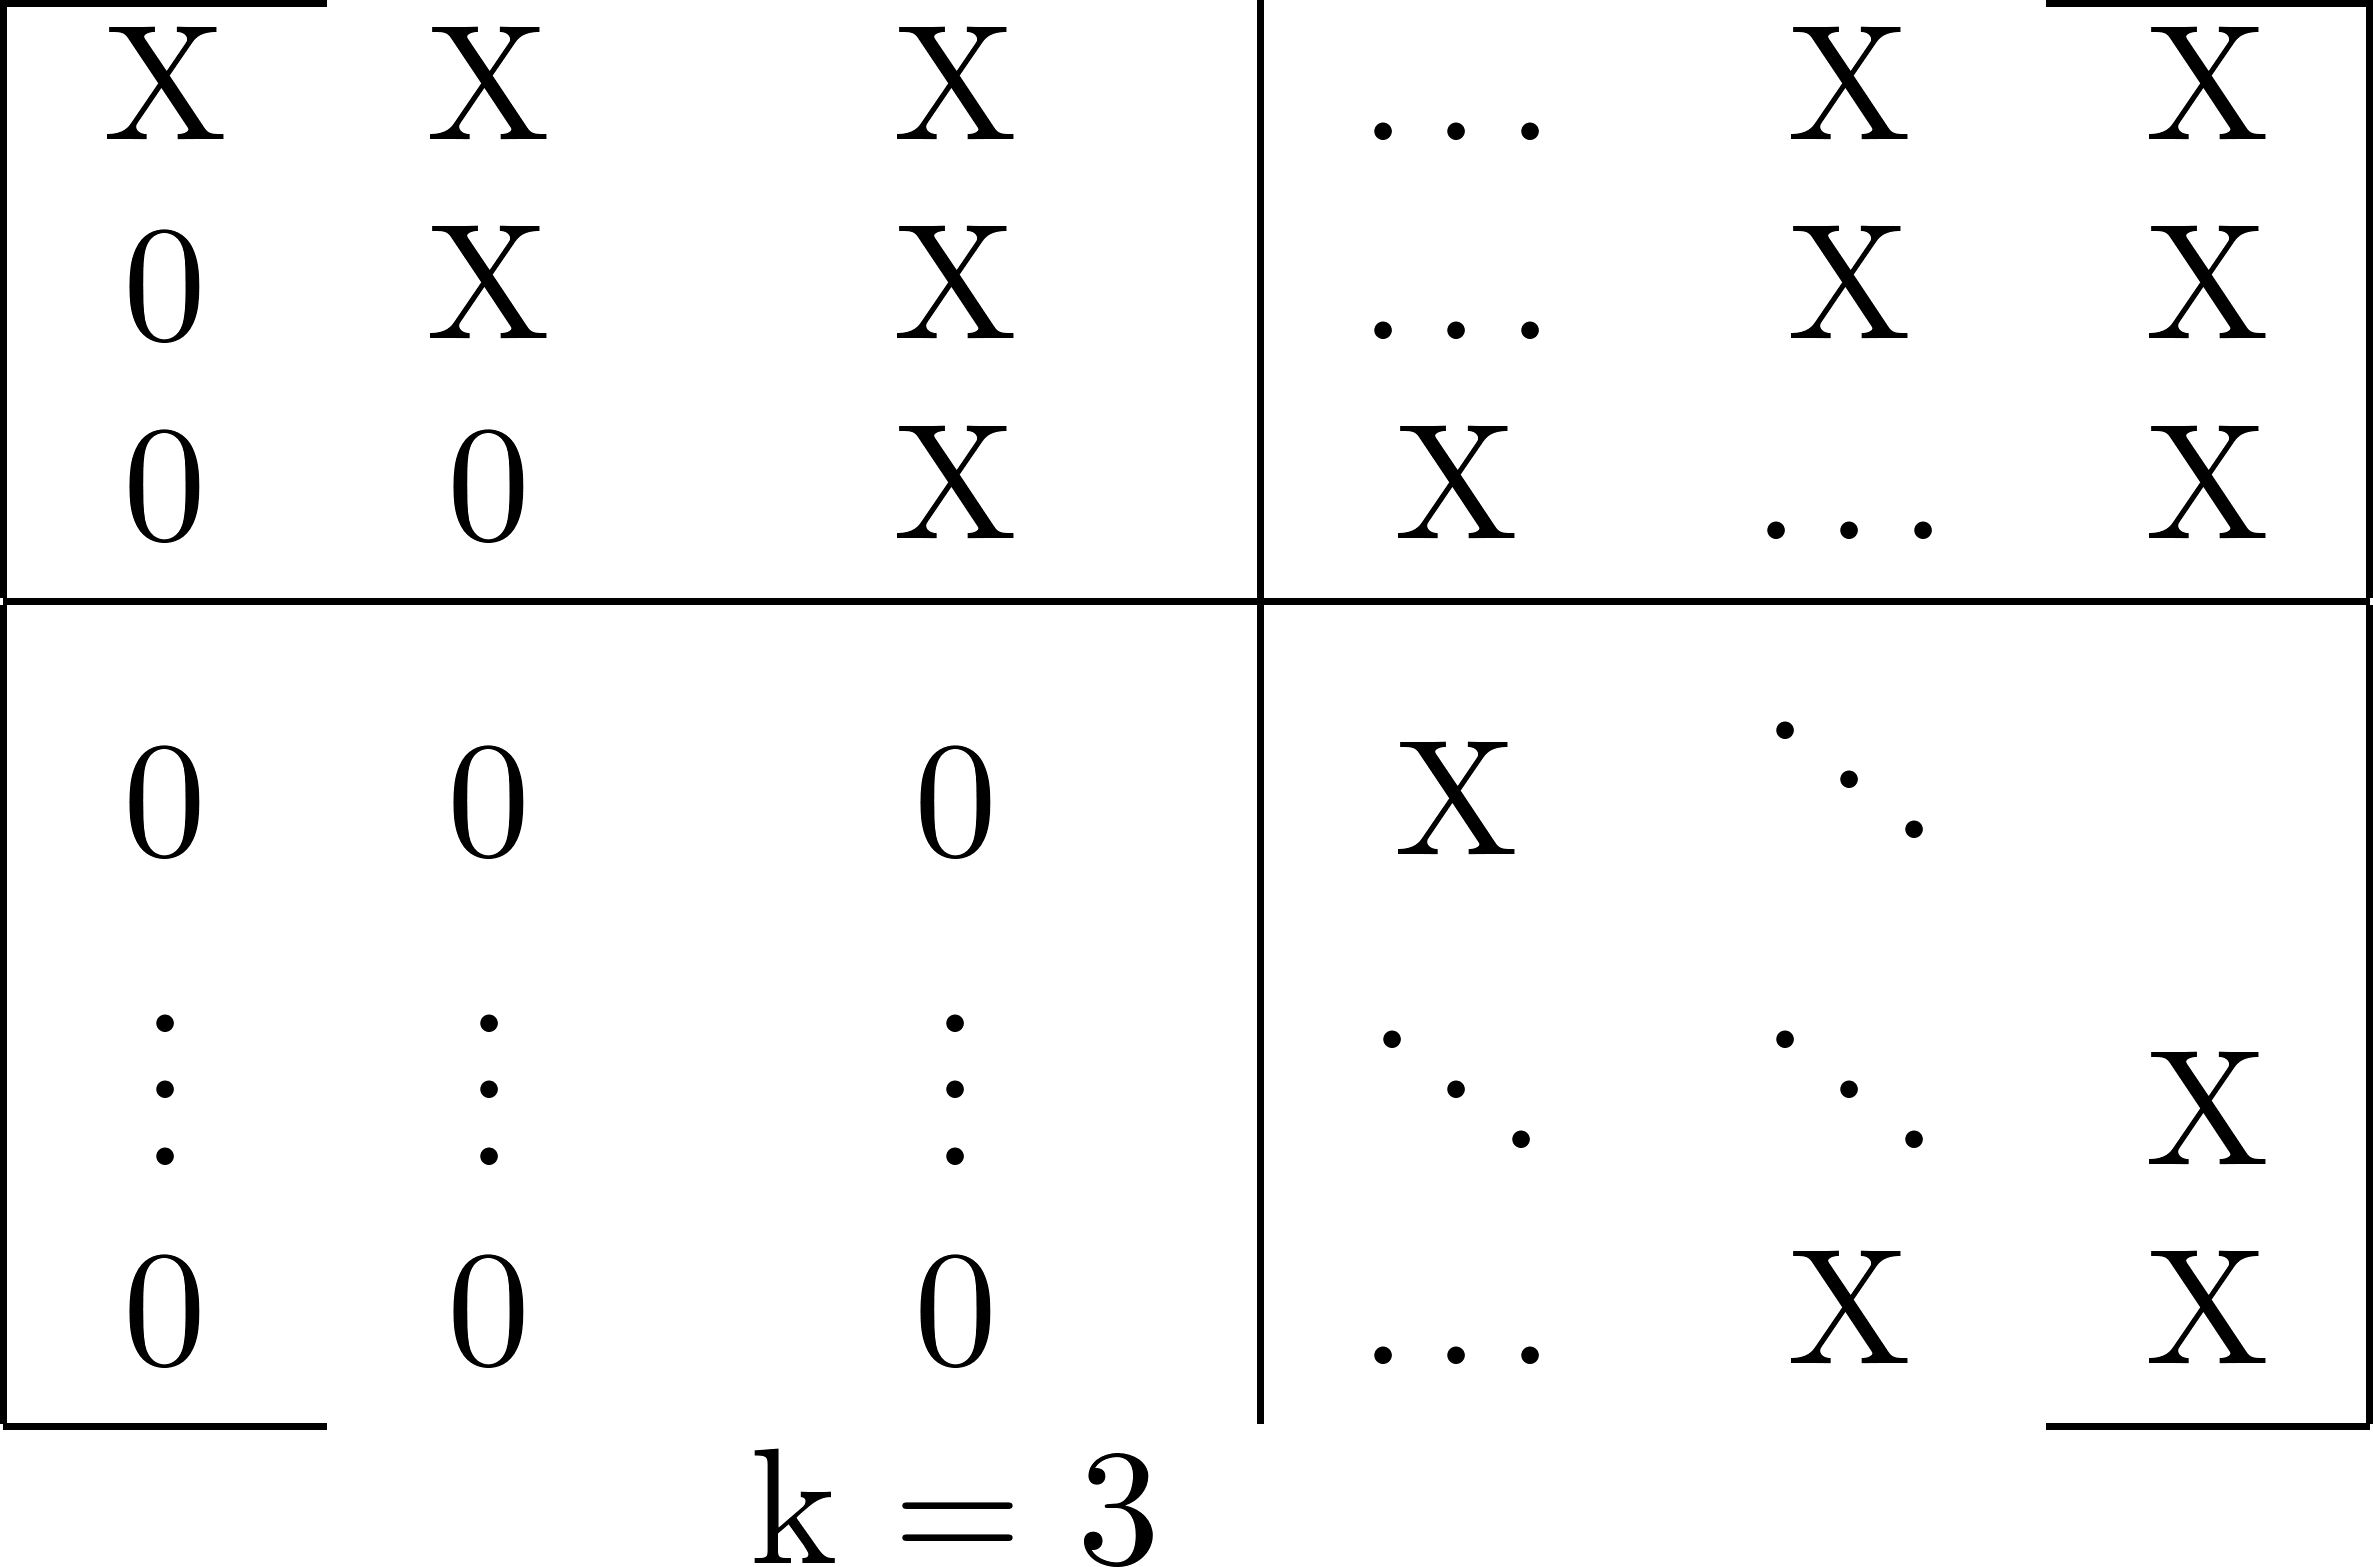 X X X . . . X X
0 X X . . . X X
0 0 X X . . . X
0 0 0 X ⋱
⋮ ⋮ ⋮ ⋱ ⋱ X
0 0 0 . . . X X
k = 3